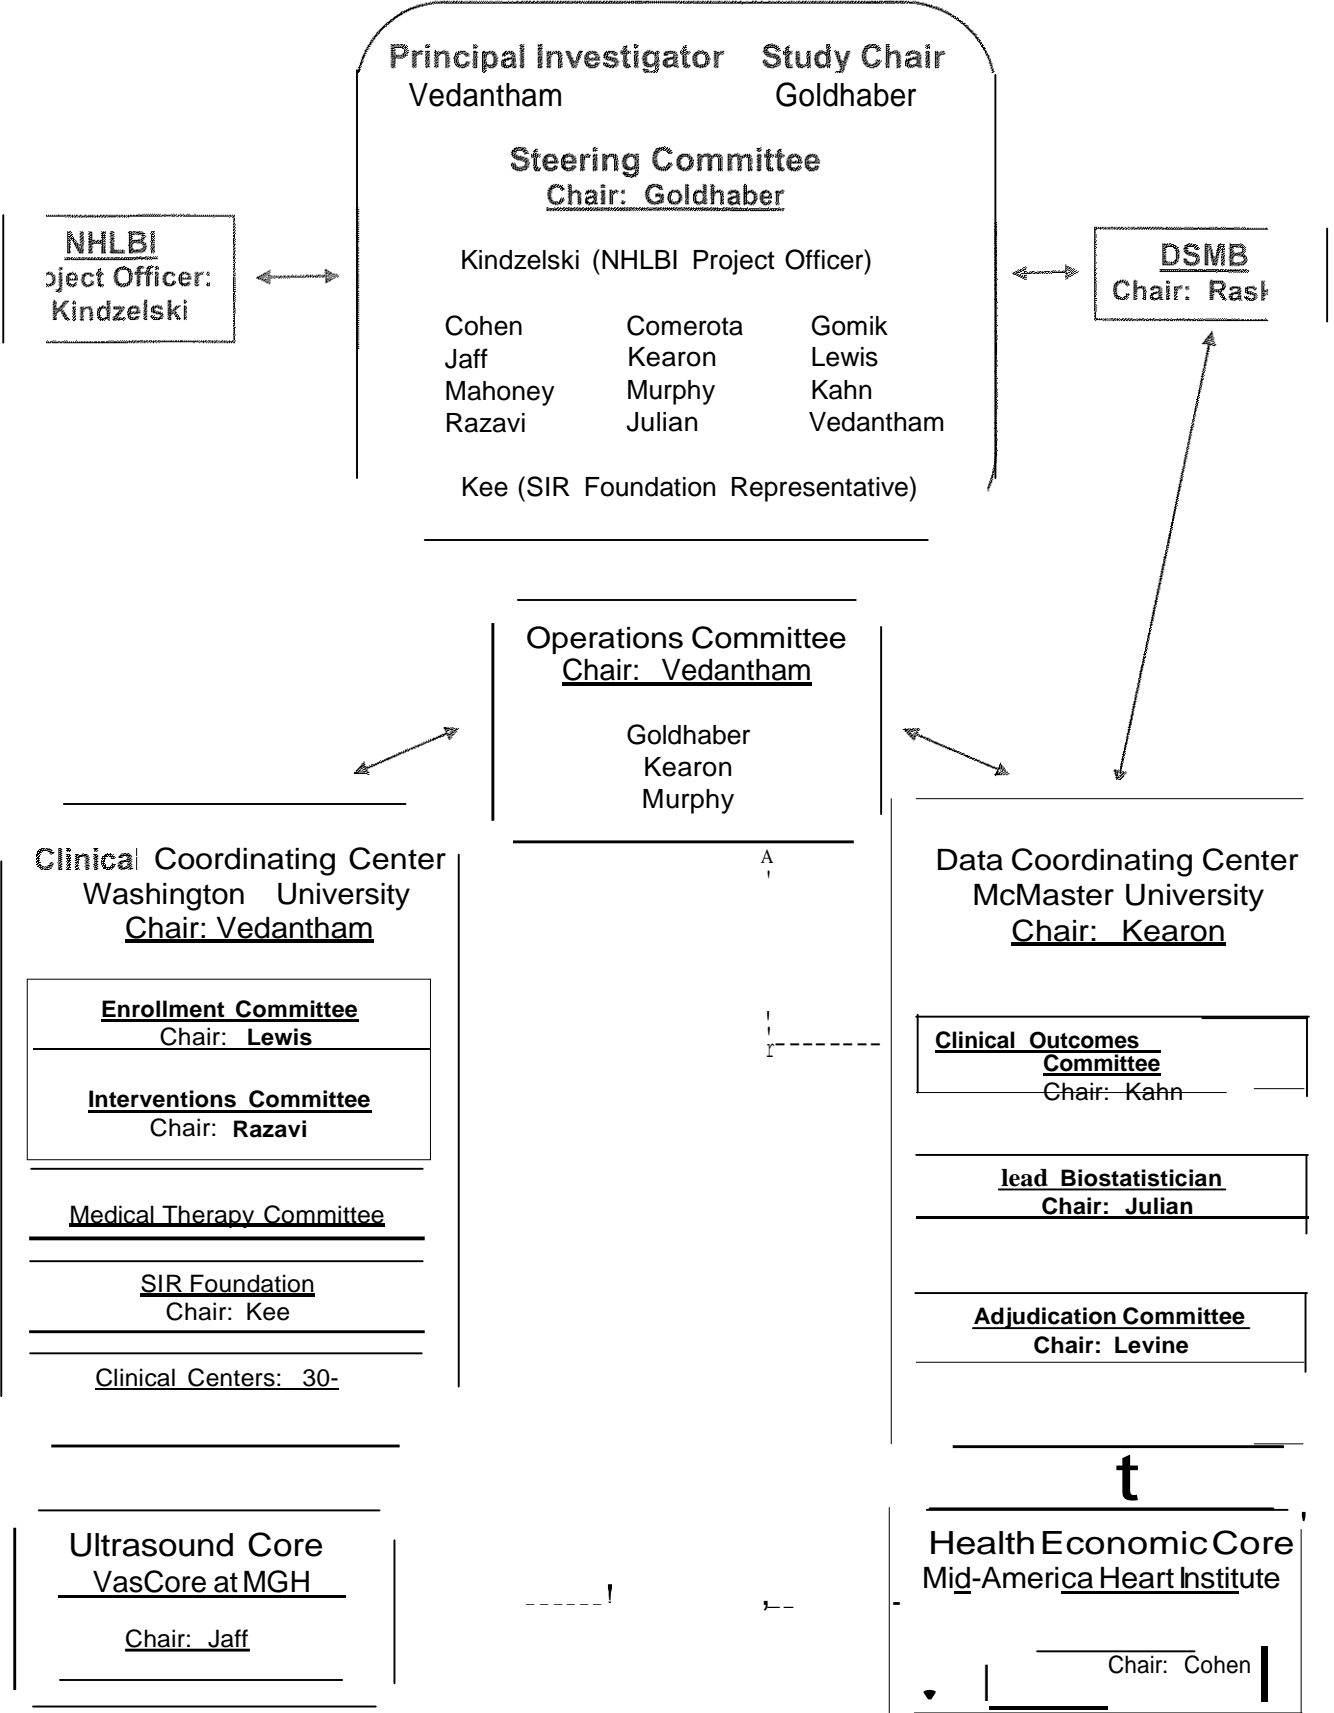 Principal Investigator Study Chair
Vedantham Goldhaber
Steering Committee
Chair: Goldhaber
Kindzelski (NHLBI Project Officer)
Cohen Comerota Gomik
Jaff Kearon Lewis
Mahoney Murphy Kahn
Razavi Julian Vedantham
Kee (SIR Foundation Representative)
NHLBI
oject Officer:
Kindzelski
DSMB
Chair: Rask
Operations Committee
Chair: Vedantham
Goldhaber
Kearon
Murphy
Clinical Coordinating Center
Washington University
Chair: Vedantham
Enrollment Committee
Chair: Lewis
Interventions Committee
Chair: Razavi
Medical Therapy Committee
SIR Foundation
Chair: Kee
Clinical Centers: 30-
A
r
Data Coordinating Center
McMaster University
Chair: Kearon
Clinical Outcomes
Committee
Chair: Kahn
lead Biostatistician
Chair: Julian
Adjudication Committee
Chair: Levine
t
Ultrasound Core
VasCore at MGH
Chair: Jaff
Health Economic Core
Mid-America Heart Institute
Chair: Cohen